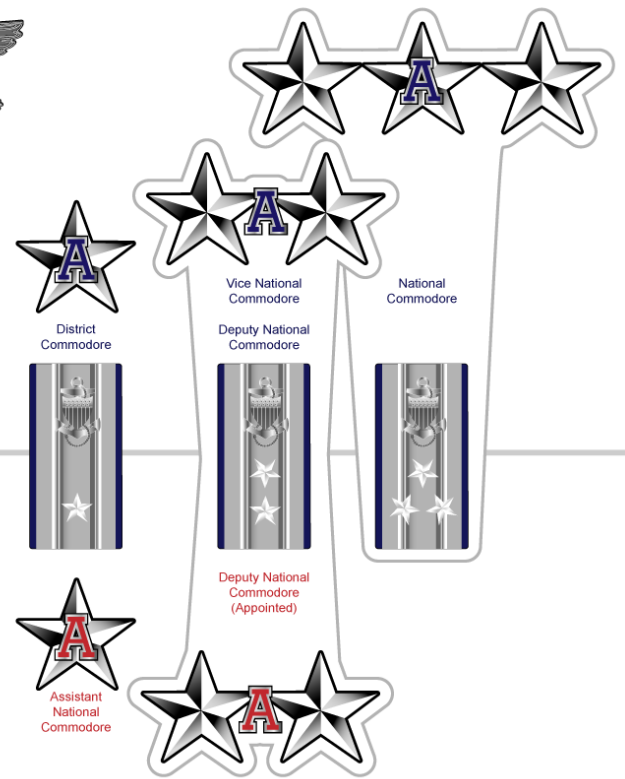 A
A
A
Vice National
Commodore
National
Commodore
District
Commodore
Deputy National
Commodore
Deputy National
Commodore
(Appointed)
A
Assistant
National
Commodore
A